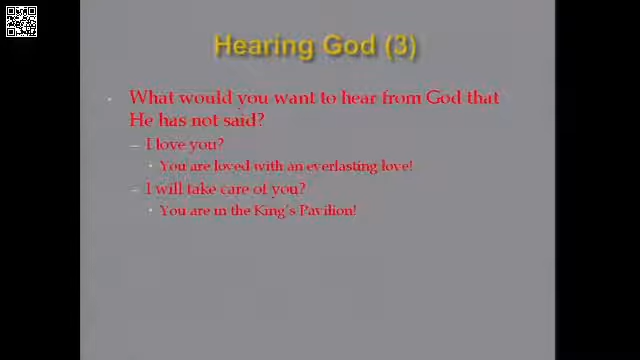 Hearing God (3)
What would you want to hear from God that
He has not said?
– I love you?
• You are loved with an everlasting love!
– I will take care of you?
• You are in the King's Pavilion!